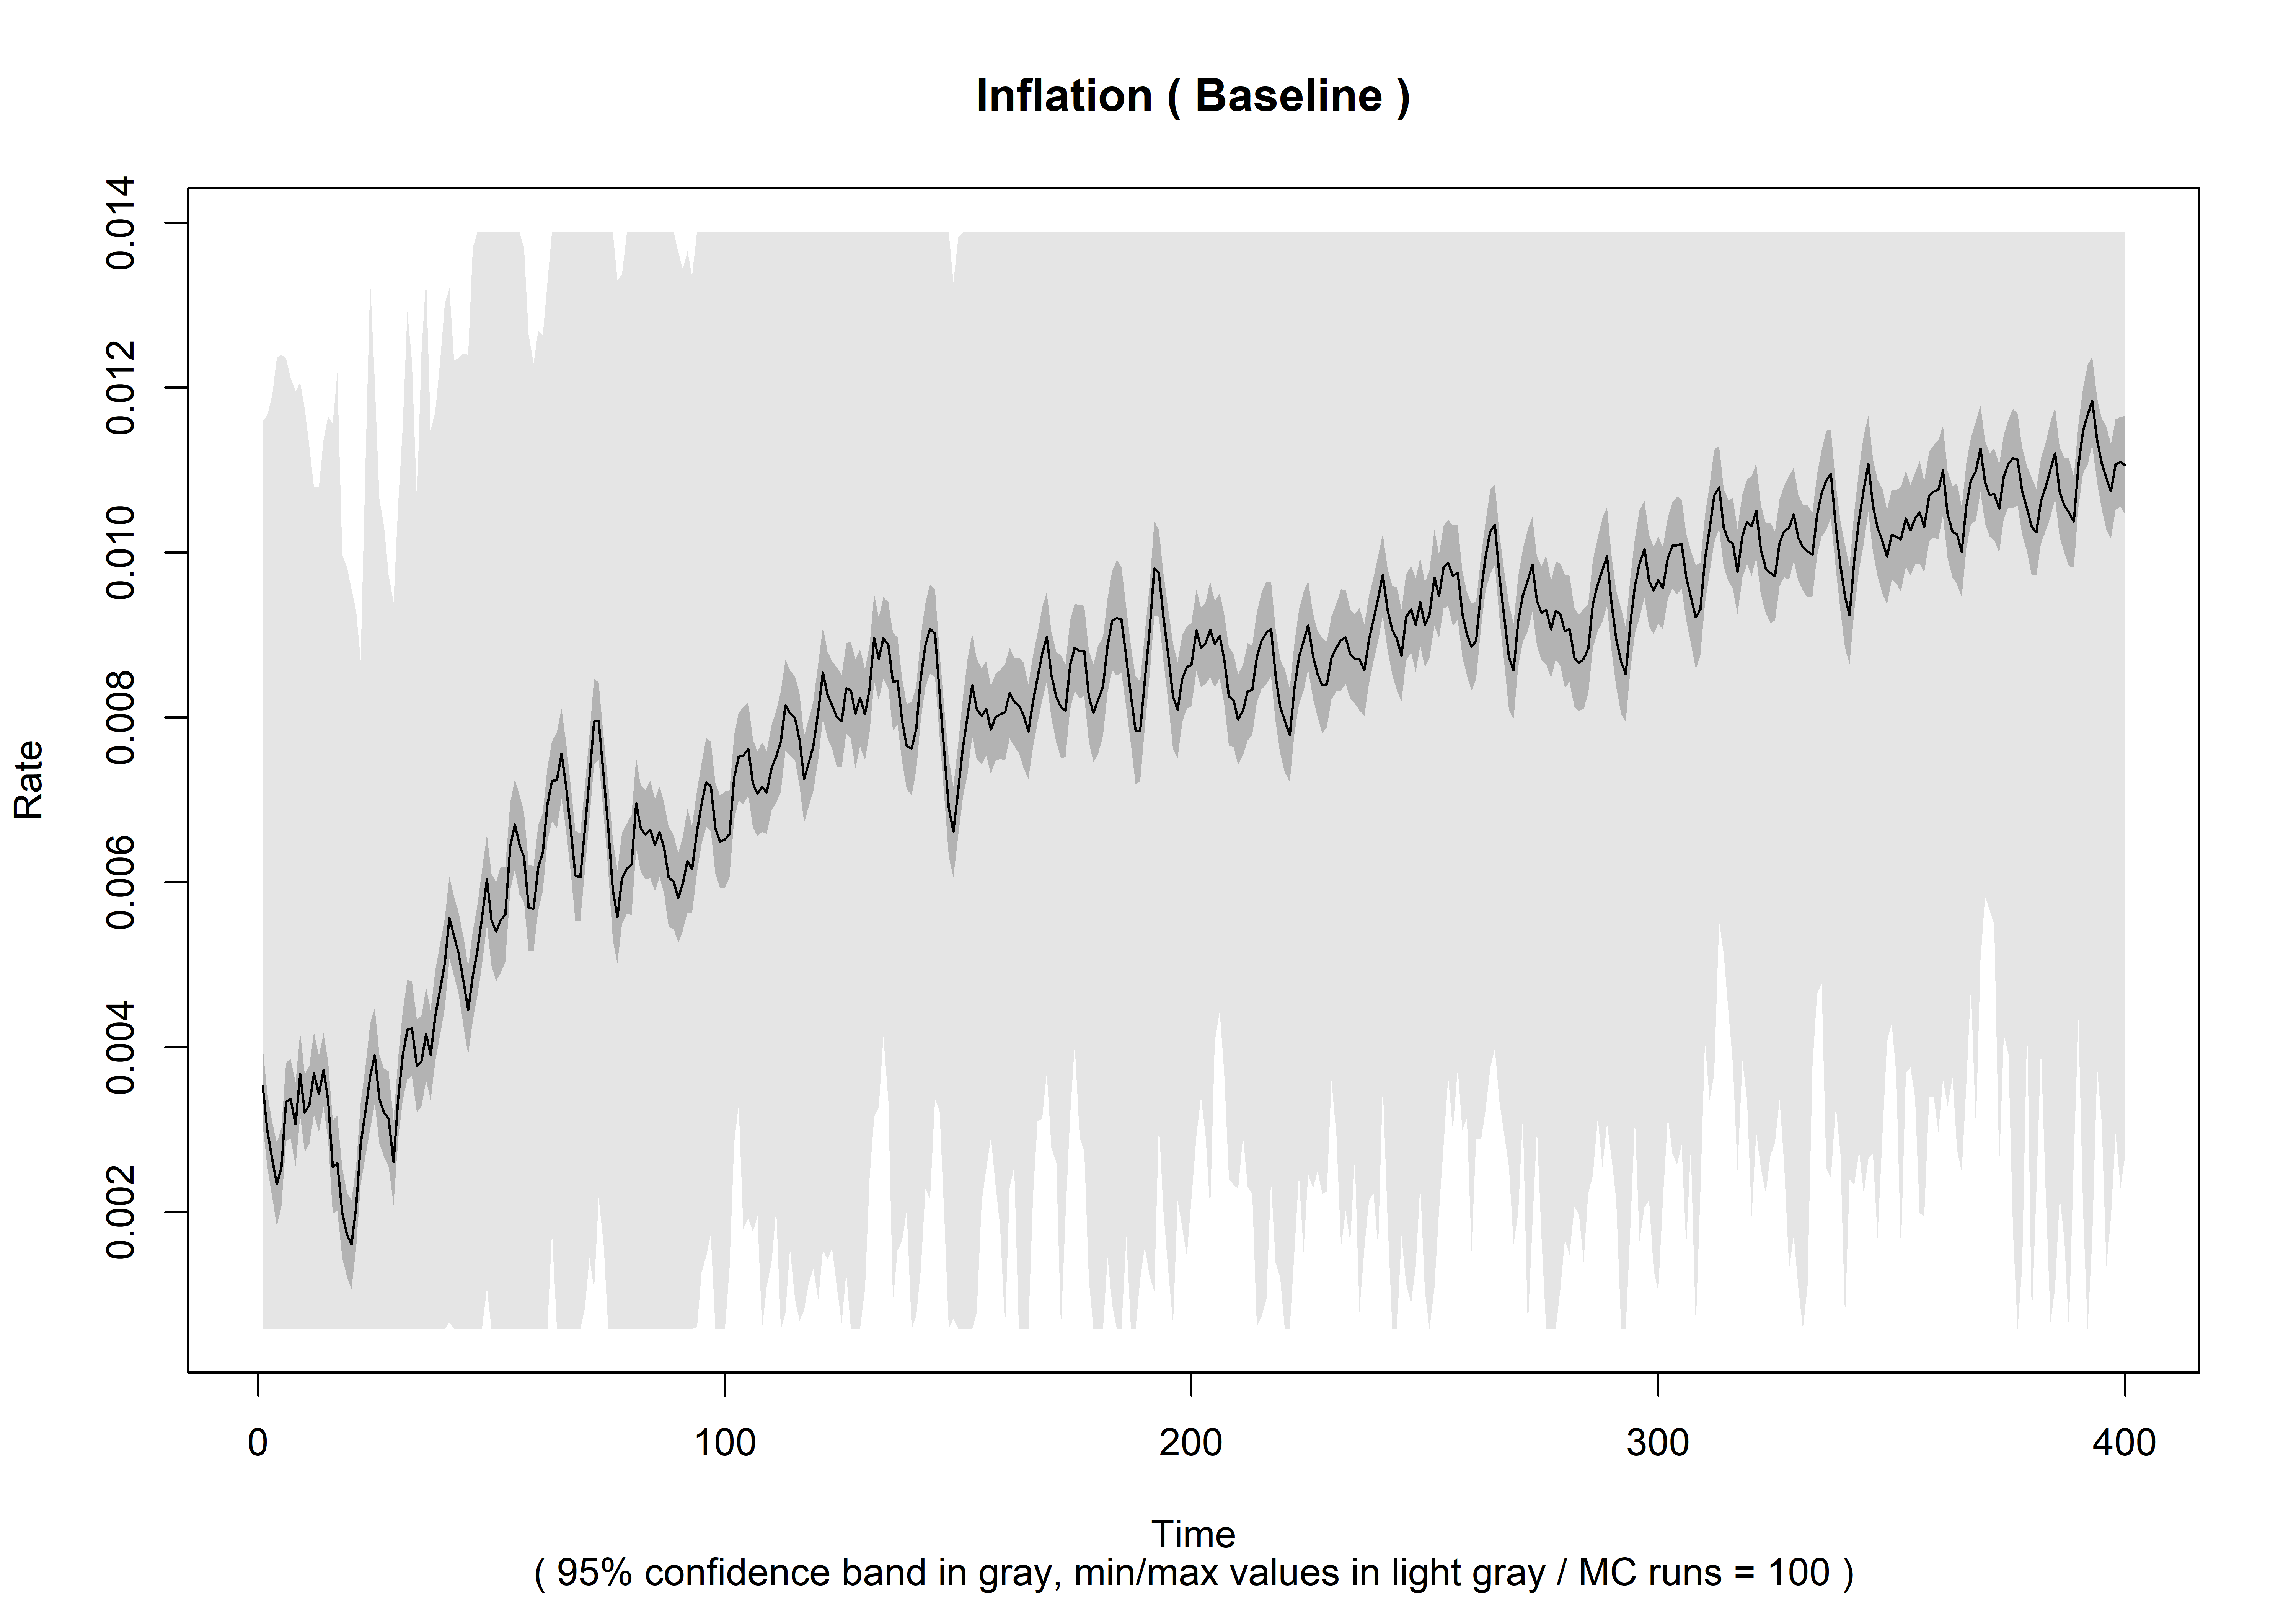 Inflation ( Baseline )
Rate
0.014
0.012
0.010
0.008
0.006
0.004
0.002
0 100 200 300 400
Time
( 95% confidence band in gray, min/max values in light gray / MC runs = 100 )